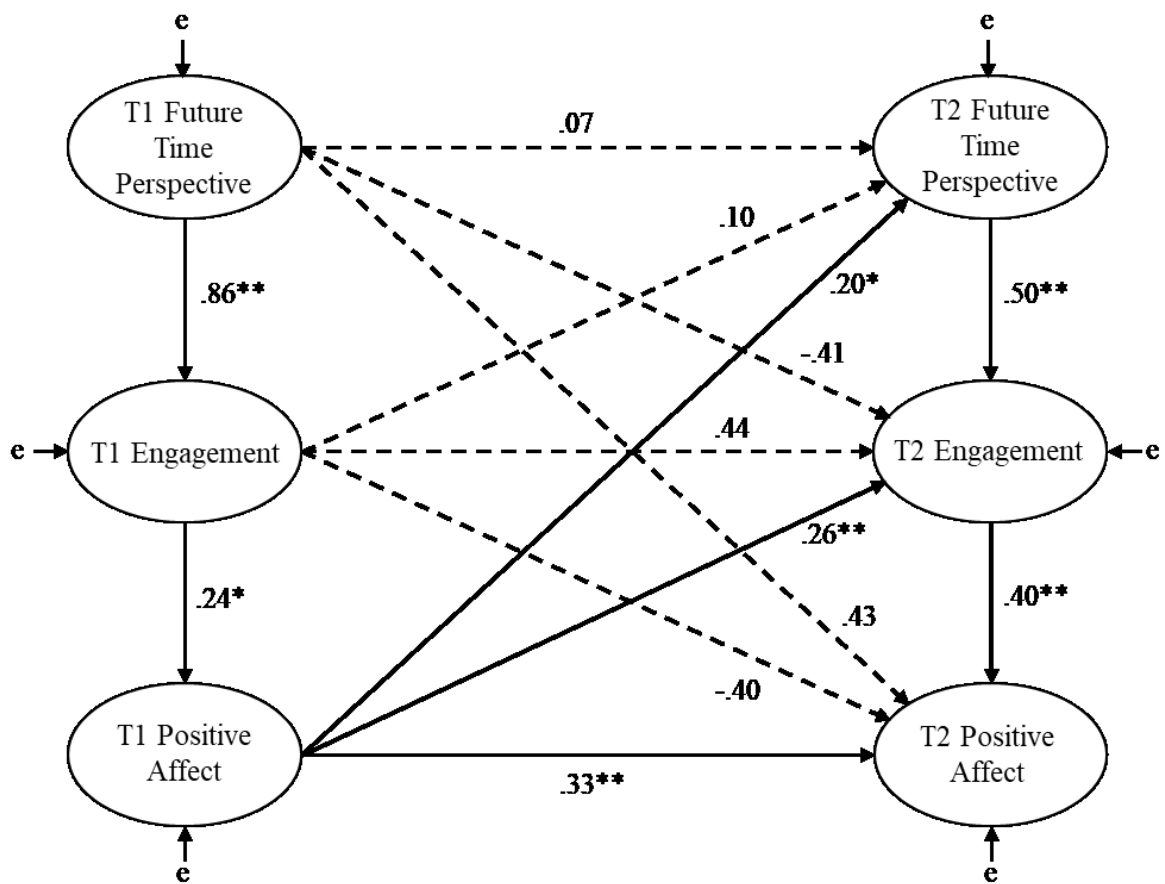 e
e
T1 Future
Time
Perspective
T2 Future
Time
Perspective
.07
.10
.20*
.86**
.50**
-.41
e
T1 Engagement
.44
T2 Engagement
e
.26**
.24*
.40**
.43
-.40
T1 Positive
Affect
T2 Positive
Affect
.33**
e
e